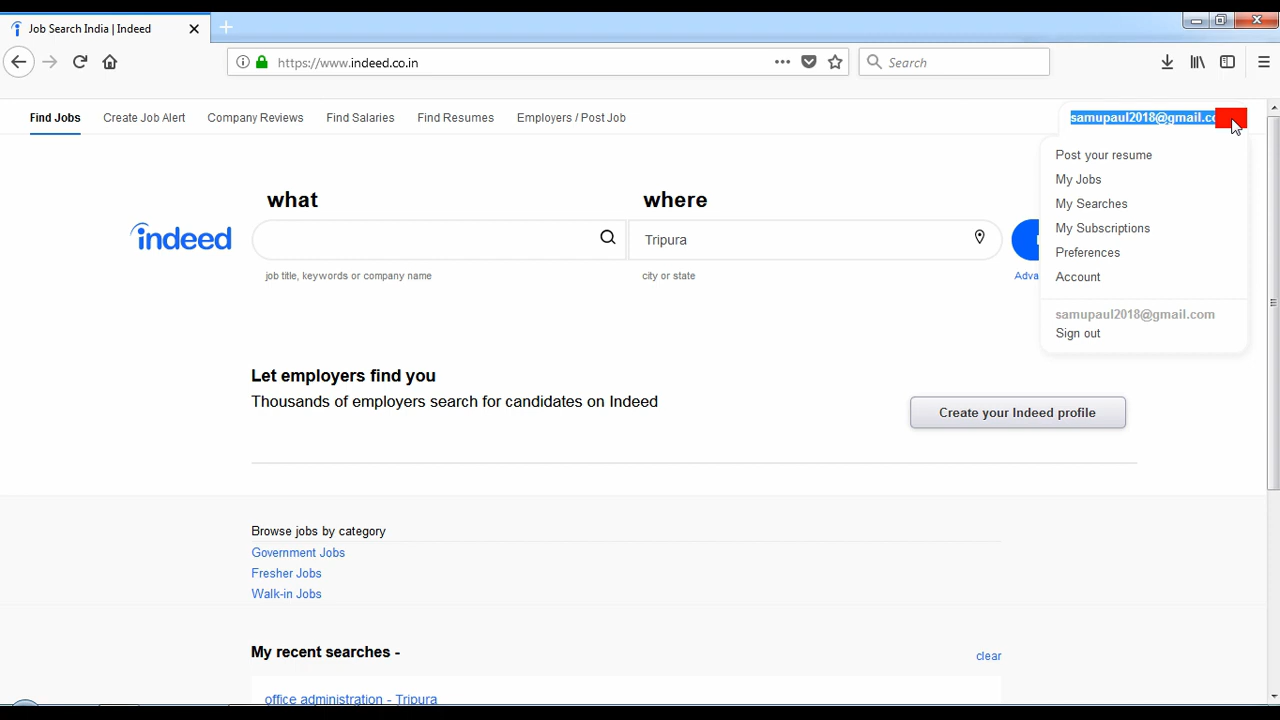 Job Search India | Indeed
https://www.indeed.co.in
Search
Find Jobs
Create Job Alert
Company Reviews
Find Salaries
Find Resumes
Employers / Post Job
samupaul2018@gmail.co
Post your resume
My Jobs
My Searches
My Subscriptions
Preferences
Account
samupaul2018@gmail.com
Sign out
what
where
indeed
Tripura
job title, keywords or company name
city or state
Adva
Let employers find you
Thousands of employers search for candidates on Indeed
Create your Indeed profile
Browse jobs by category
Government Jobs
Fresher Jobs
Walk-in Jobs
My recent searches -
clear
office administration - Tripura